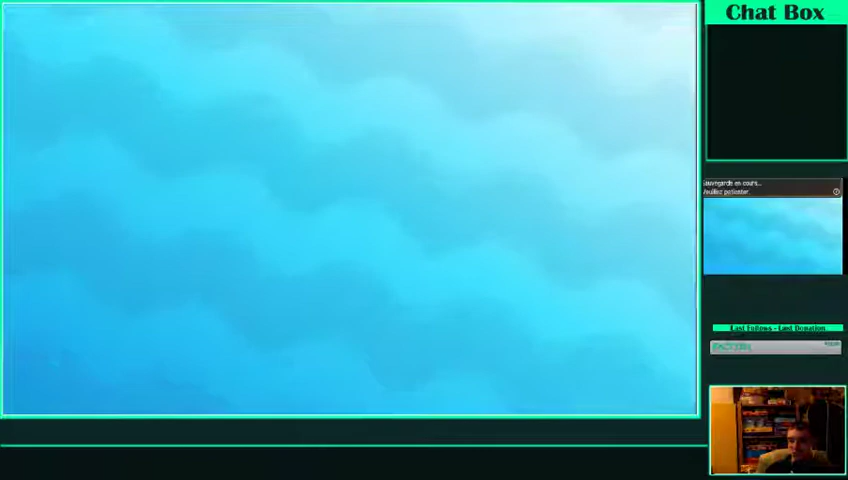 Chat Box
Sauvegarde en cours...
Veuillez patienter.
Last Follows - Last Donation